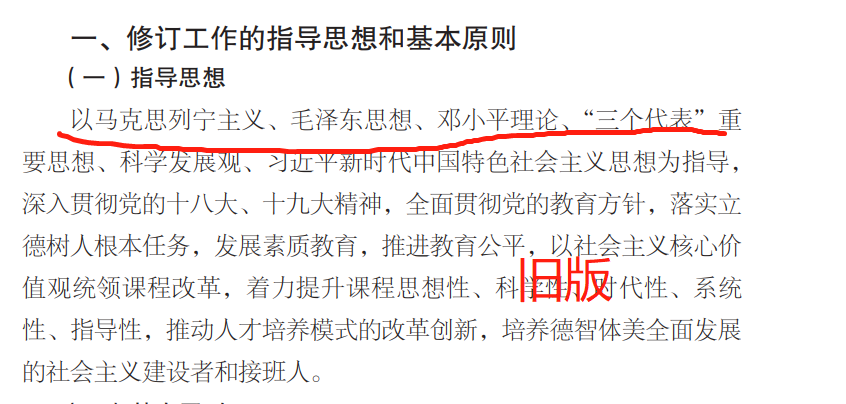 一、修订工作的指导思想和基本原则
（一）指导思想
以马克思列宁主义、毛泽东思想、邓小平理论、“三个代表”重
要思想、科学发展观、习近平新时代中国特色社会主义思想为指导，
深入贯彻党的十八大、十九大精神，全面贯彻党的教育方针，落实立
德树人根本任务，发展素质教育，推进教育公平，以社会主义核心价
值观统领课程改革，着力提升课程思想性、科学性、时代性、系统
性、指导性，推动人才培养模式的改革创新，培养德智体美全面发展
的社会主义建设者和接班人。
旧版